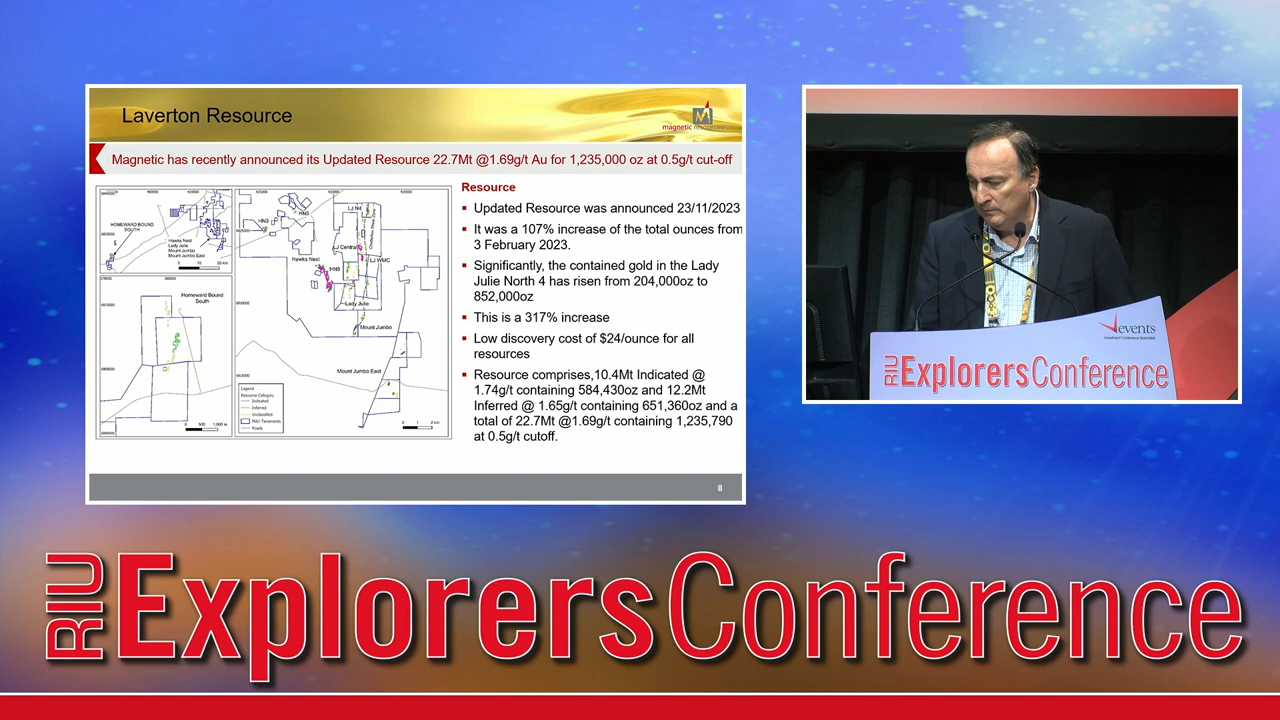 Laverton Resource
magnetic resources
Magnetic has recently announced its Updated Resource 22.7Mt @1.69g/t Au for 1,235,000 oz at 0.5g/t cut-off
HOMEWARD BOUND
SOUTH
Hawks Nest
Lady Julie
Mount Jumbo
Mount Jumbo East
Homeward Bound
South
HN5
HN3
LJ N4
LJ Central
Hawks Nest
LJ WMC
HN9
Lady Julie
Mount Jumbo
Mount Jumbo East
Legend
Resource Category
Indicated
Inferred
Unclassified
MAU Tenements
Roads
Resource
▪ Updated Resource was announced 23/11/2023
▪ It was a 107% increase of the total ounces from
3 February 2023.
▪ Significantly, the contained gold in the Lady
Julie North 4 has risen from 204,000oz to
852,000oz
▪ This is a 317% increase
▪ Low discovery cost of $24/ounce for all
resources
▪ Resource comprises,10.4Mt Indicated @
1.74g/t containing 584,430oz and 12.2Mt
Inferred @ 1.65g/t containing 651,360oz and a
total of 22.7Mt @1.69g/t containing 1,235,790
at 0.5g/t cutoff.
8
events
Investment Conference Specialists
RIU ExplorersConference
RIU ExplorersConference